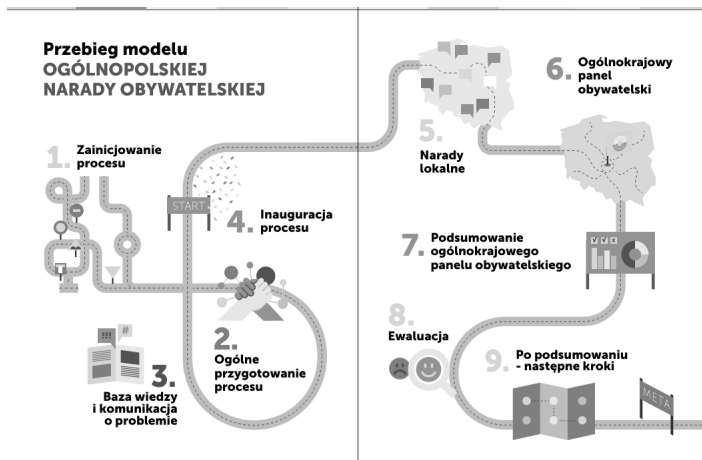 Przebieg modelu
OGÓLNOPOLSKIEJ
NARADY OBYWATELSKIEJ
1. Zainicjowanie
procesu
2.
Ogólne
przygotowanie
procesu
!!!
#
3.
Baza wiedzy
i komunikacja
o problemie
START
4. Inauguracja
procesu
5.
Narady
lokalne
6. Ogólnokrajowy
panel
obywatelski
7. Podsumowanie
ogólnokrajowego
panelu obywatelskiego
8.
Ewaluacja
9. Po podsumowaniu
- następne kroki
META